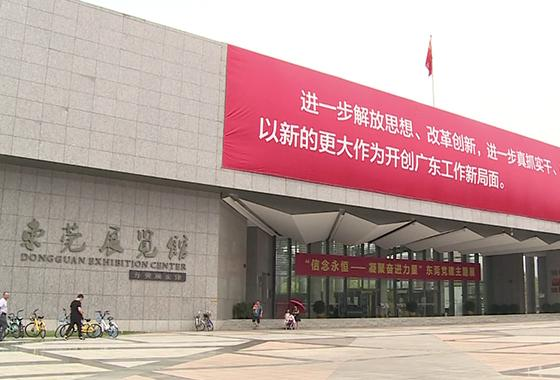 进一步解放思想、改革创新，进一步真抓实干、
以新的更大作为开创广东工作新局面。
东莞展览馆
DONGGUAN EXHIBITION CENTER
“信念永恒——凝聚奋进力量”东莞党建主题展